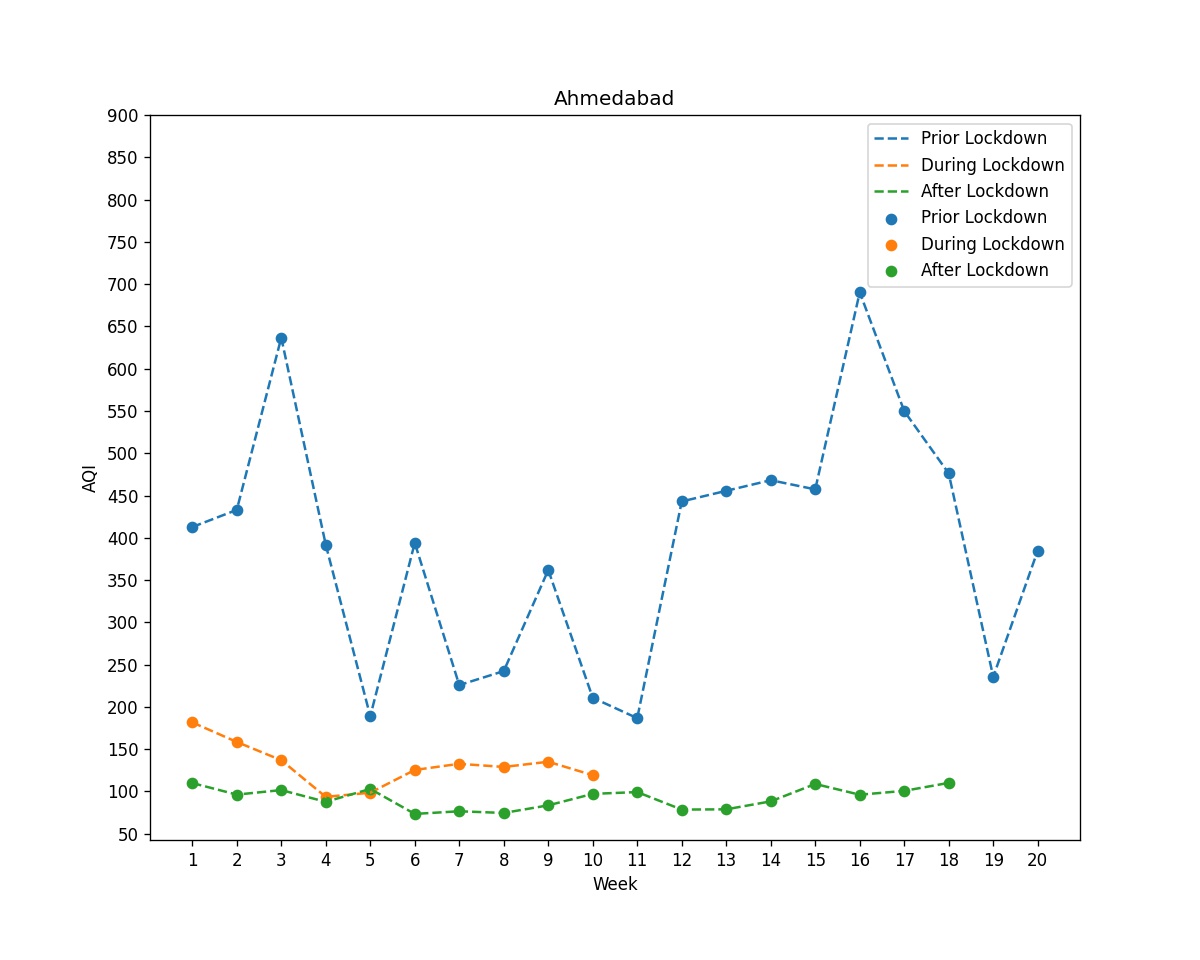 Ahmedabad
900
850
800
750
700
650
600
550
500
450
400
350
300
250
200
150
100
50
AQI
Prior Lockdown
During Lockdown
After Lockdown
Prior Lockdown
During Lockdown
After Lockdown
1 2 3 4 5 6 7 8 9 10 11 12 13 14 15 16 17 18 19 20
Week